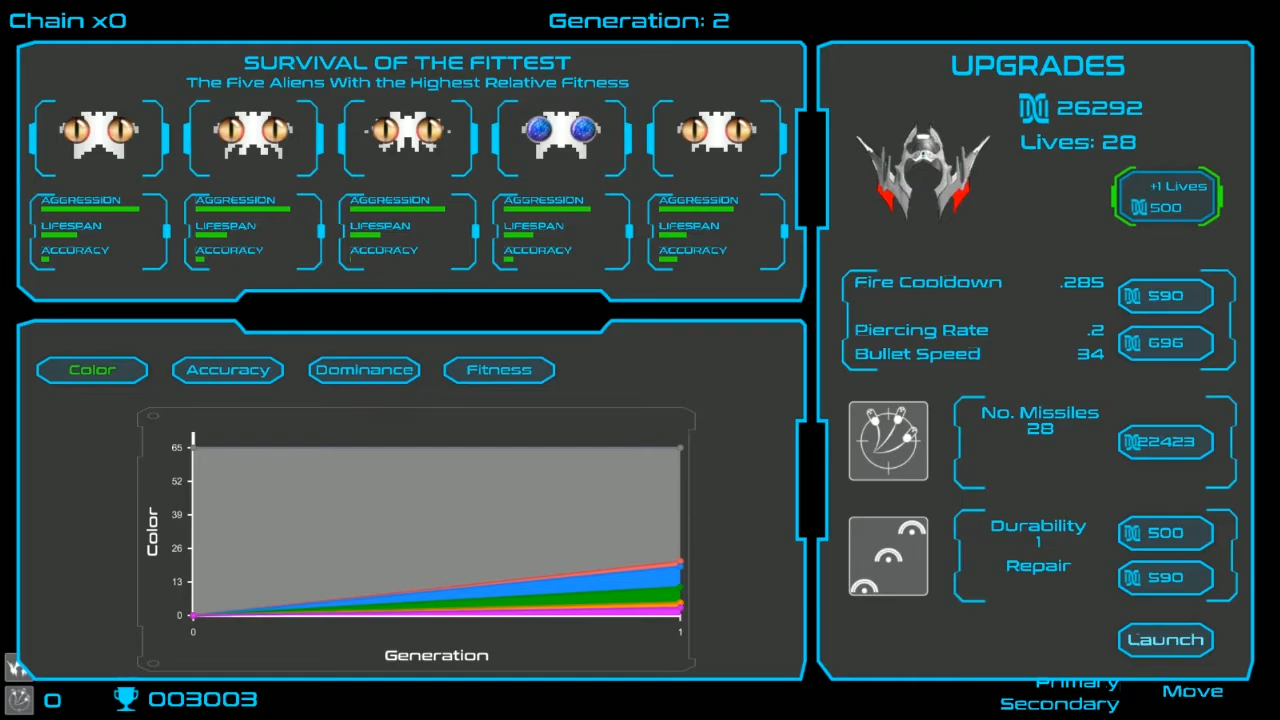 Chain x0
Generation: 2
SURVIVAL OF THE FITTEST
The Five Aliens With the Highest Relative Fitness
AGGRESSION AGGRESSION AGGRESSION AGGRESSION AGGRESSION
LIFESPAN LIFESPAN LIFESPAN LIFESPAN LIFESPAN
ACCURACY ACCURACY ACCURACY ACCURACY ACCURACY
Color Accuracy Dominance Fitness
65
52
39
26
13
0
Color
0 1
Generation
UPGRADES
26292
Lives: 28
+1 Lives
500
Fire Cooldown .285
590
Piercing Rate .2
696
Bullet Speed 34
No. Missiles
28
22423
Durability
1
500
Repair
590
Launch
0
003003
Primary
Secondary
Move